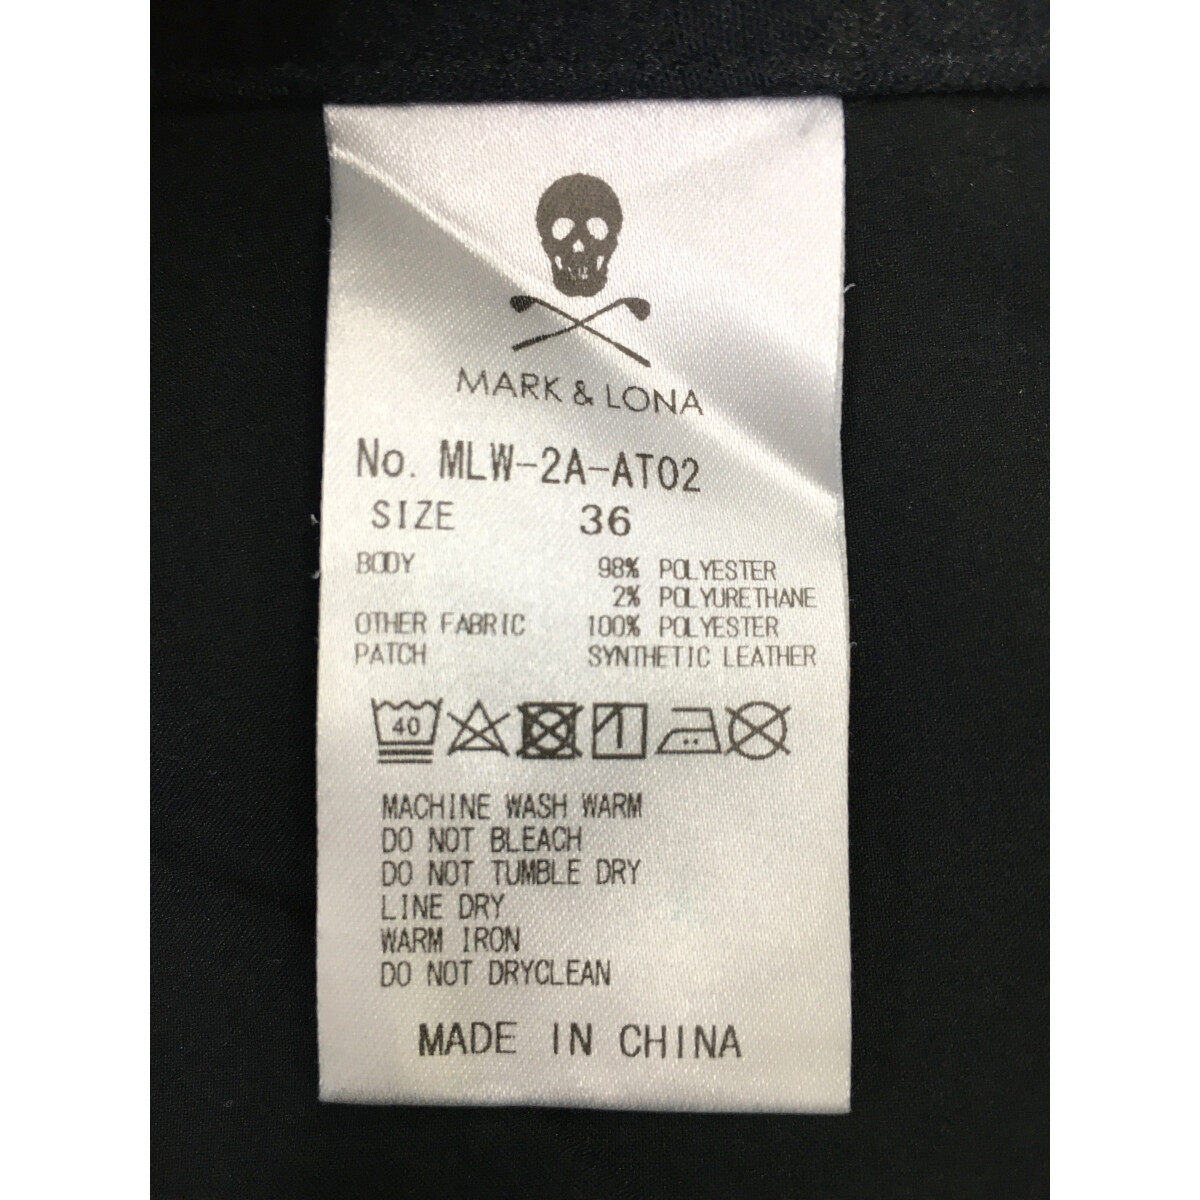 MARK & LONA
No. MLW-2A-AT02
SIZE 36
BODY 98% POLYESTER
2% POLYURETHANE
OTHER FABRIC 100% POLYESTER
PATCH SYNTHETIC LEATHER
40
MACHINE WASH WARM
DO NOT BLEACH
DO NOT TUMBLE DRY
LINE DRY
WARM IRON
DO NOT DRYCLEAN
MADE IN CHINA